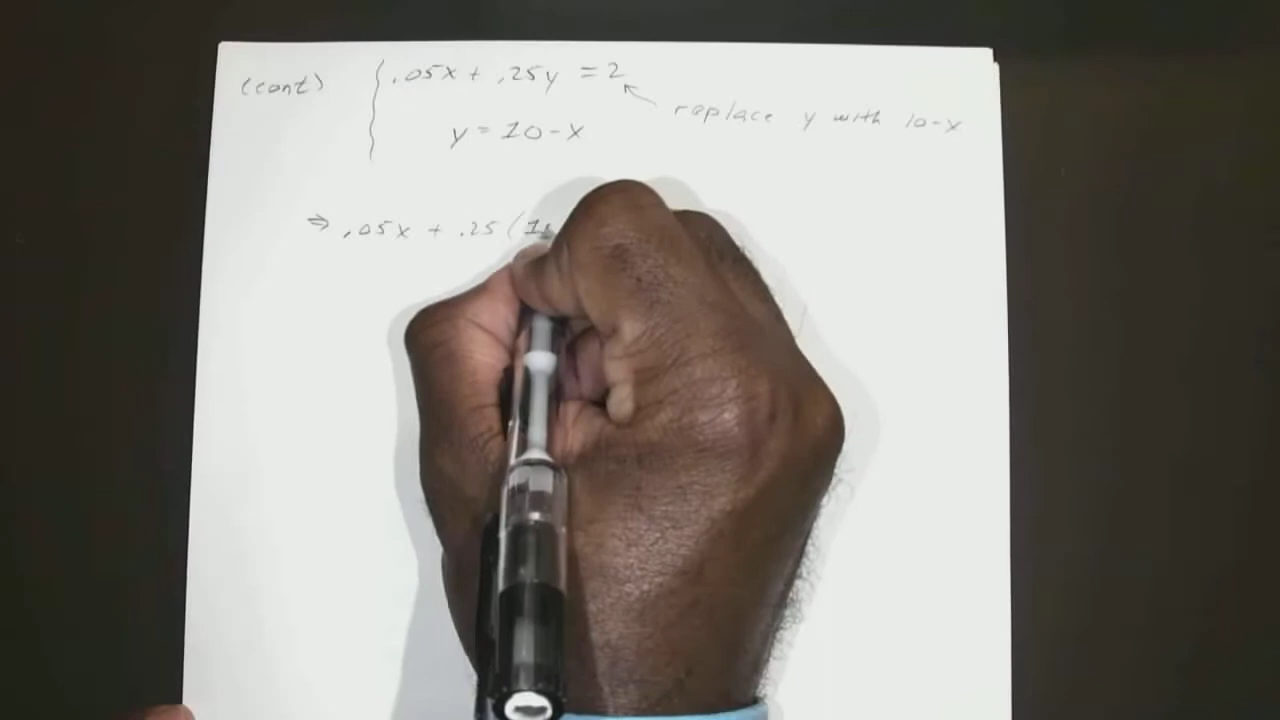 (cont) .05x + .25y = 2
replace y with 10-x
y = 10-x
⇒ .05x + .25 (1